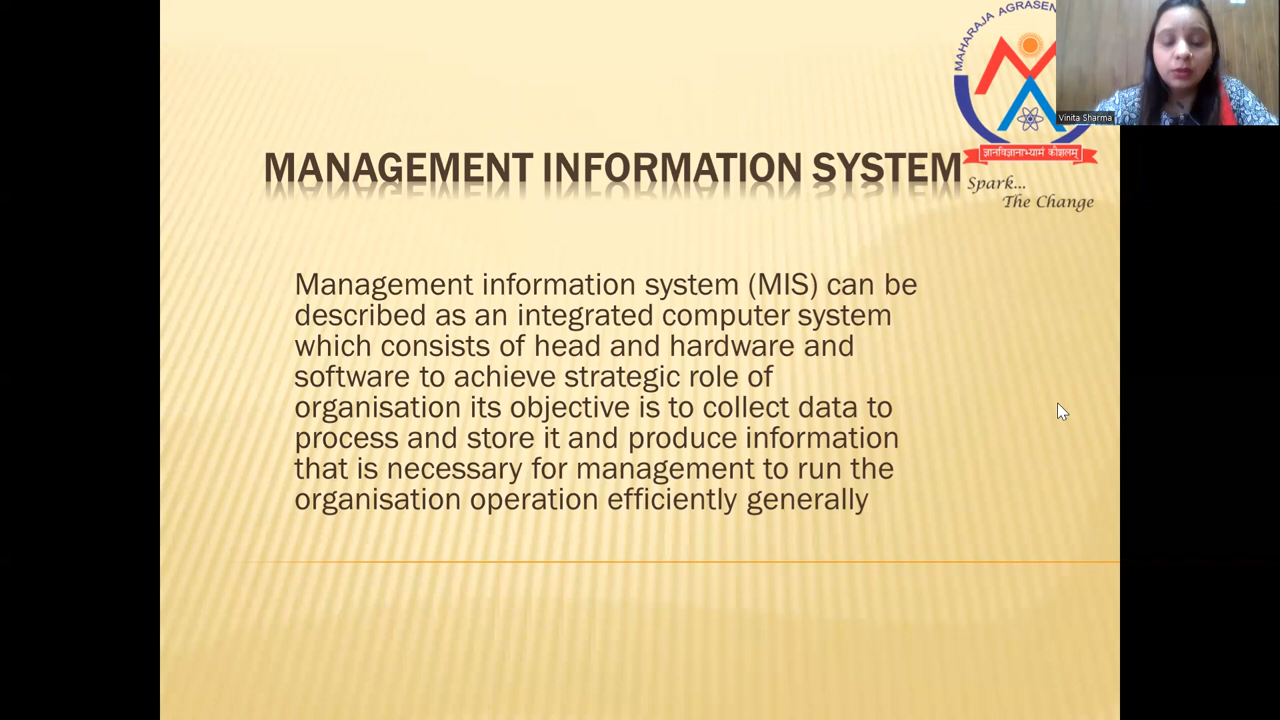 MAHARAJA AGRASEN
Vinita Sharma
ज्ञानविज्ञानाभ्यामं कौशलम्
Spark...
The Change
MANAGEMENT INFORMATION SYSTEM
Management information system (MIS) can be
described as an integrated computer system
which consists of head and hardware and
software to achieve strategic role of
organisation its objective is to collect data to
process and store it and produce information
that is necessary for management to run the
organisation operation efficiently generally